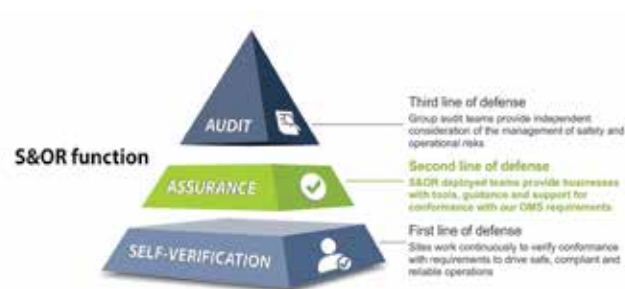 Third line of defense
Group audit teams provide independent
consideration of the management of safety and
operational risks
AUDIT
S&OR function
Second line of defense
S&OR deployed teams provide businesses
with tools, guidance and support for
conformance with our OMS requirements
ASSURANCE
First line of defense
Sites work continuously to verify conformance
with requirements to drive safe, compliant and
reliable operations
SELF-VERIFICATION